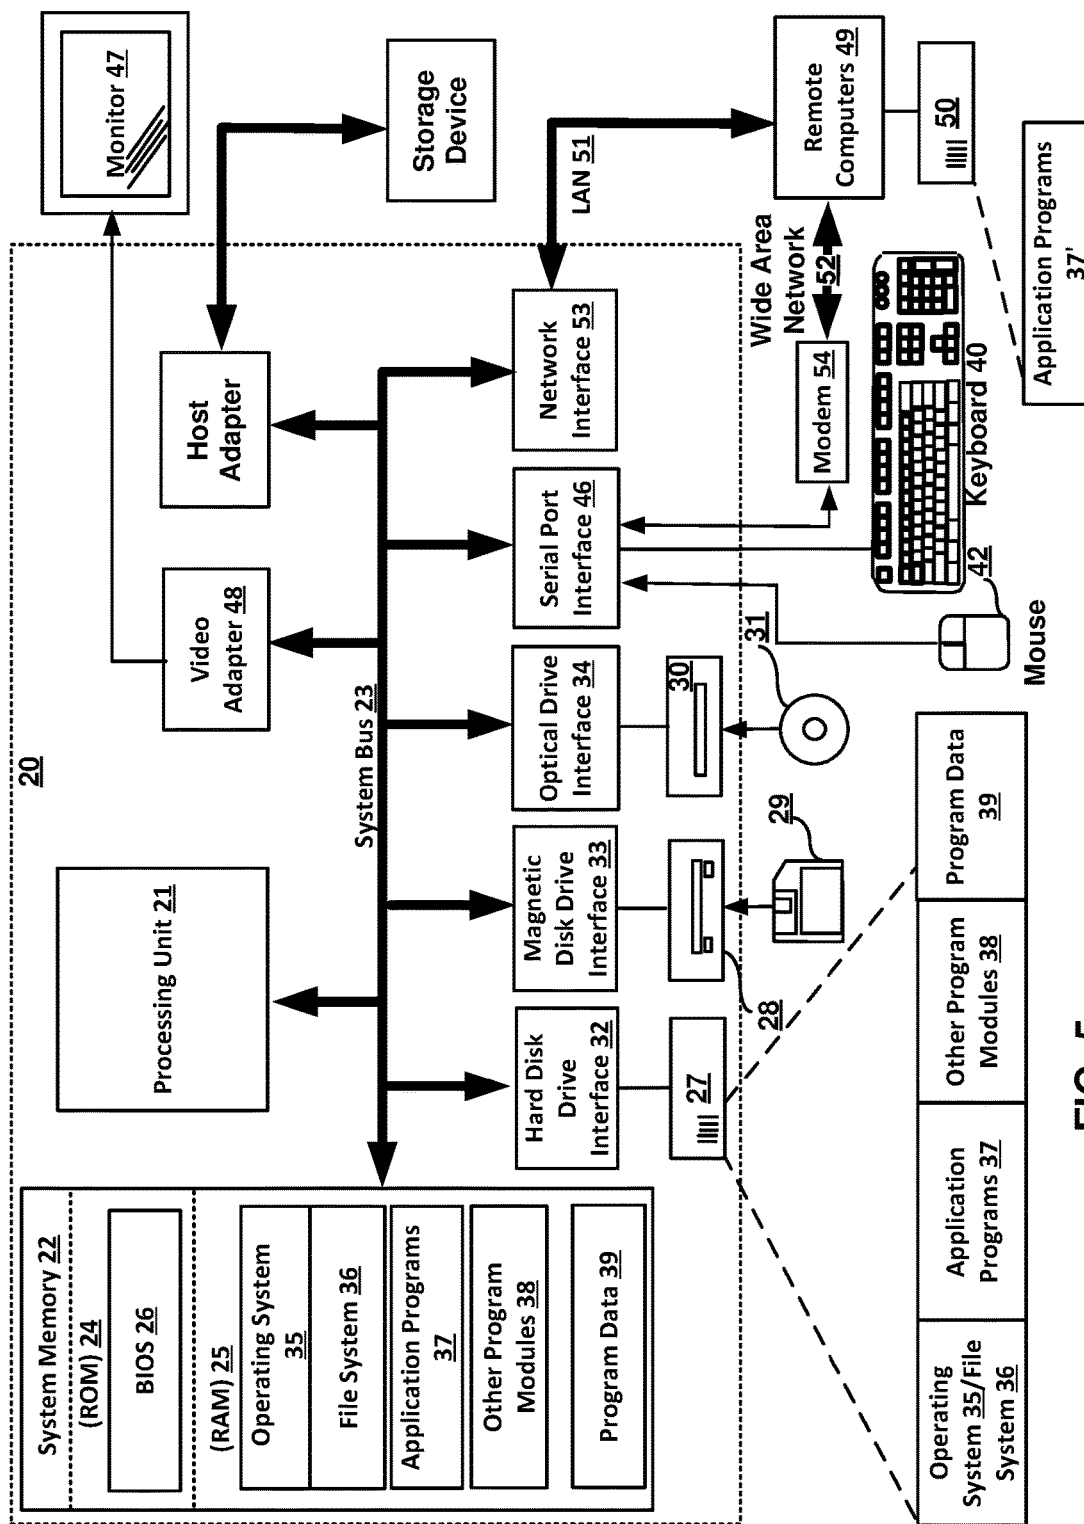 System Memory 22
(ROM) 24
BIOS 26
(RAM) 25
Operating System
35
File System 36
Application Programs
37
Other Program
Modules 38
Program Data 39
20
Processing Unit 21
Video
Adapter 48
Host
Adapter
Monitor 47
Storage
Device
System Bus 23
Hard Disk
Drive
Interface 32
Magnetic
Disk Drive
Interface 33
Optical Drive
Interface 34
Serial Port
Interface 46
Network
Interface 53
LAN 51
27
28
29
30
31
Wide Area
Network
52
Modem 54
Remote
Computers 49
50
Keyboard 40
42
Mouse
Application Programs
37'
Operating
System 35/File
System 36
Application
Programs 37
Other Program
Modules 38
Program Data
39